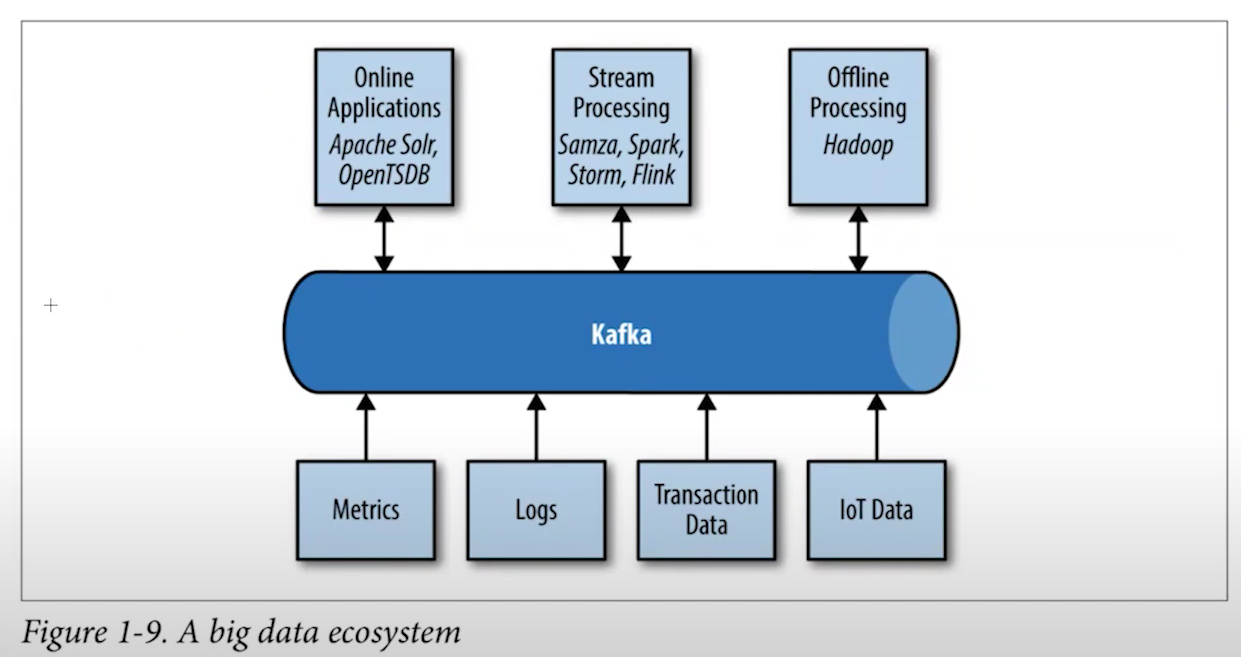 Online
Applications
Apache Solr,
OpenTSDB
Stream
Processing
Samza, Spark,
Storm, Flink
Offline
Processing
Hadoop
Kafka
Metrics
Logs
Transaction
Data
IoT Data
Figure 1-9. A big data ecosystem